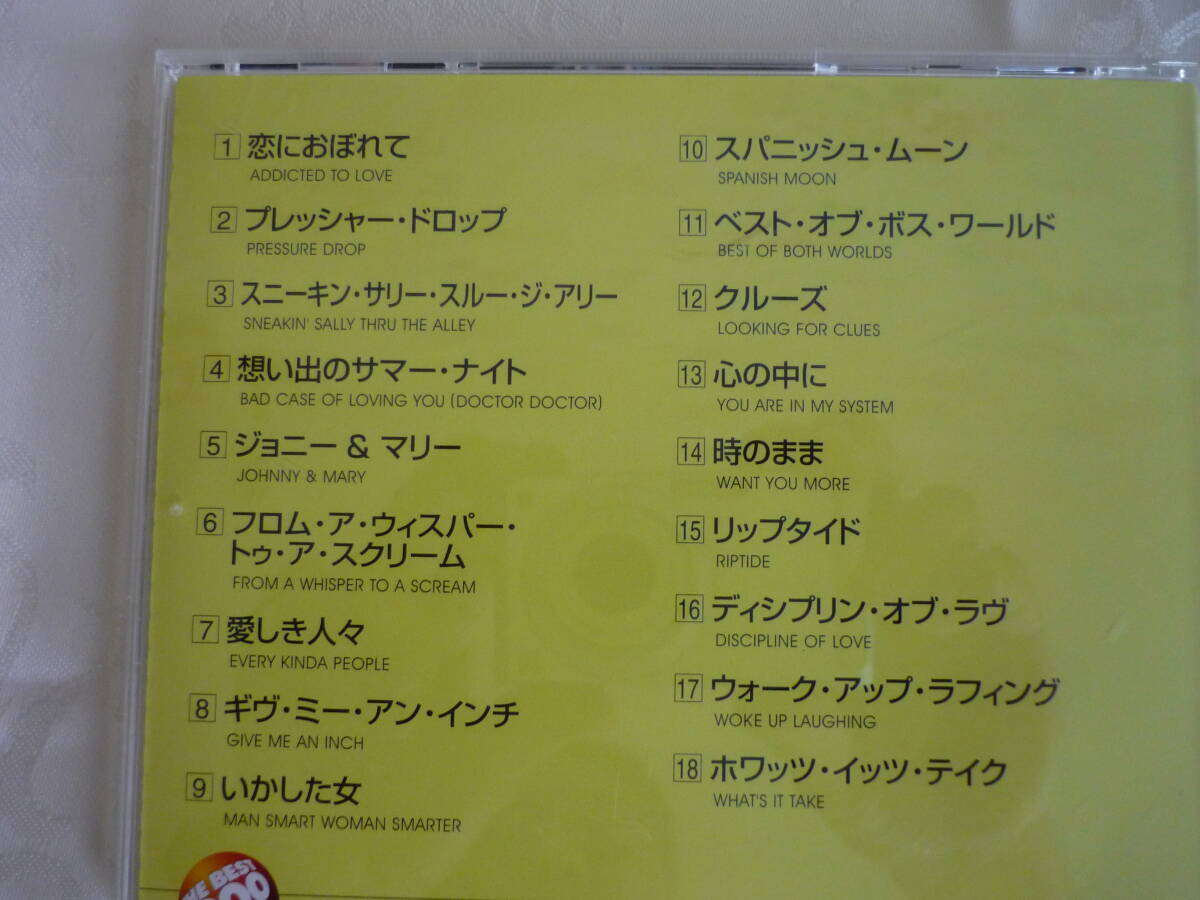 1 恋におぼれて
ADDICTED TO LOVE
2 プレッシャー・ドロップ
PRESSURE DROP
3 スニーキン・サリー・スルー・ジ・アリー
SNEAKIN' SALLY THRU THE ALLEY
4 想い出のサマー・ナイト
BAD CASE OF LOVING YOU (DOCTOR DOCTOR)
5 ジョニー & マリー
JOHNNY & MARY
6 フロム・ア・ウィスパー・
トゥ・ア・スクリーム
FROM A WHISPER TO A SCREAM
7 愛しき人々
EVERY KINDA PEOPLE
8 ギヴ・ミー・アン・インチ
GIVE ME AN INCH
9 いかした女
MAN SMART WOMAN SMARTER
10 スパニッシュ・ムーン
SPANISH MOON
11 ベスト・オブ・ボス・ワールド
BEST OF BOTH WORLDS
12 クルーズ
LOOKING FOR CLUES
13 心の中に
YOU ARE IN MY SYSTEM
14 時のまま
WANT YOU MORE
15 リップタイド
RIPTIDE
16 ディシプリン・オブ・ラヴ
DISCIPLINE OF LOVE
17 ウォーク・アップ・ラフィング
WOKE UP LAUGHING
18 ホワッツ・イッツ・テイク
WHAT'S IT TAKE
BEST